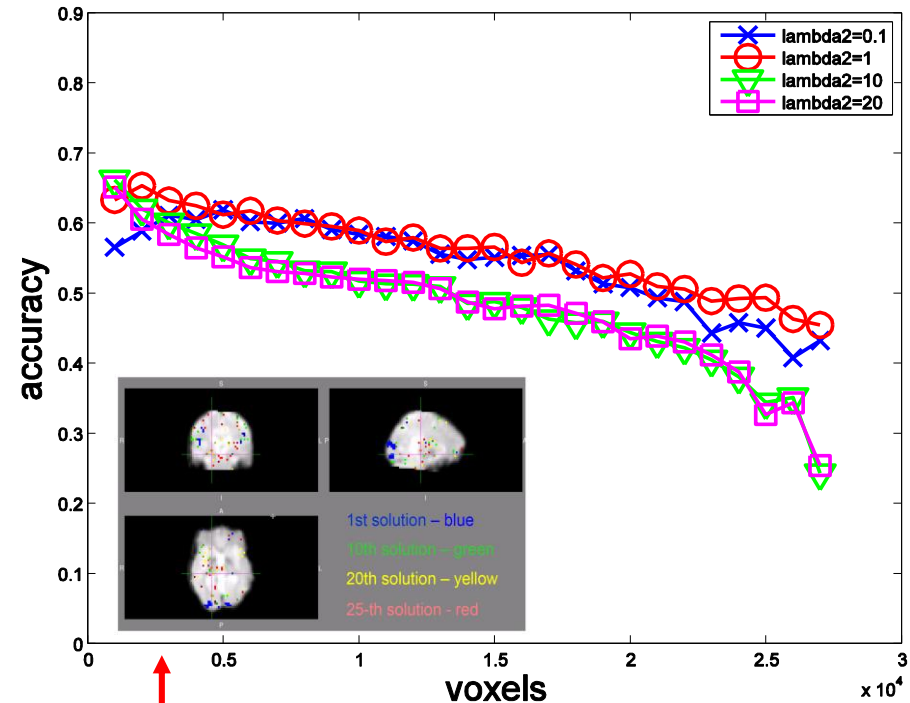 0.9
0.8
0.7
0.6
0.5
0.4
0.3
0.2
0.1
0
accuracy
lambda2=0.1
lambda2=1
lambda2=10
lambda2=20
S
S
R
L
P
A
I
I
A
R
L
P
1st solution – blue
10th solution – green
20th solution – yellow
25-th solution - red
0 0.5 1 1.5 2 2.5 3
voxels
x 10⁴